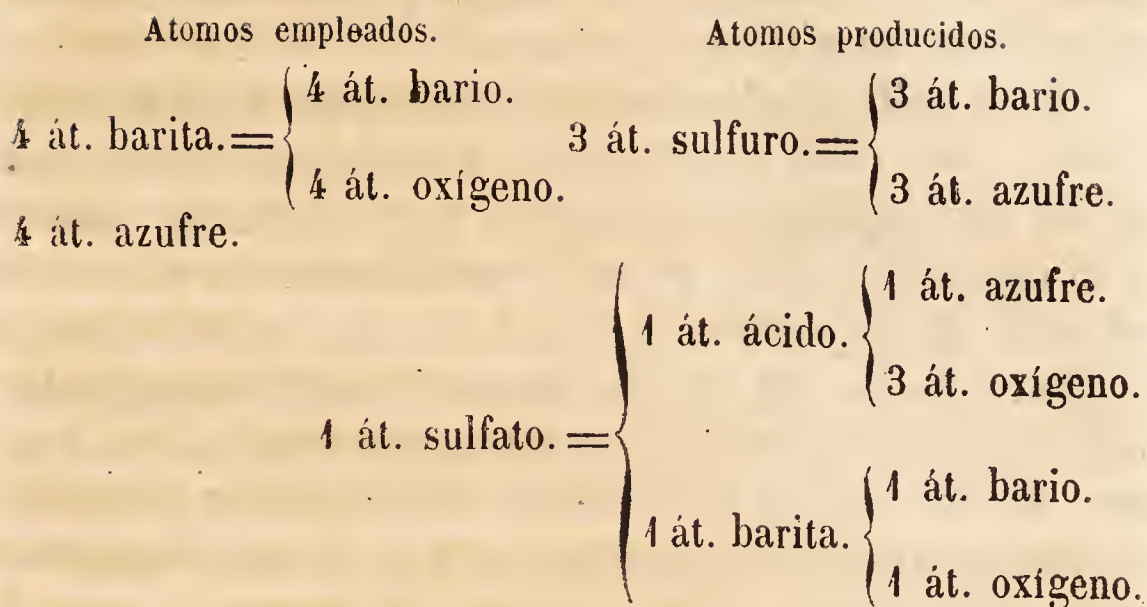 Atomos empleados. Atomos producidos.
4 át. barita.= { 4 át. bario. 3 át. sulfuro.= { 3 át. bario.
4 át. oxígeno. 3 át. azufre.
4 át. azufre.
1 át. sulfato.= { 1 át. ácido. { 1 át. azufre.
3 át. oxígeno.
1 át. barita. { 1 át. bario.
1 át. oxígeno.